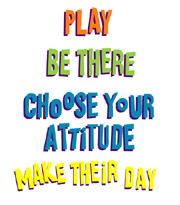 PLAY
BE THERE
CHOOSE YOUR
ATTITUDE
MAKE THEIR DAY